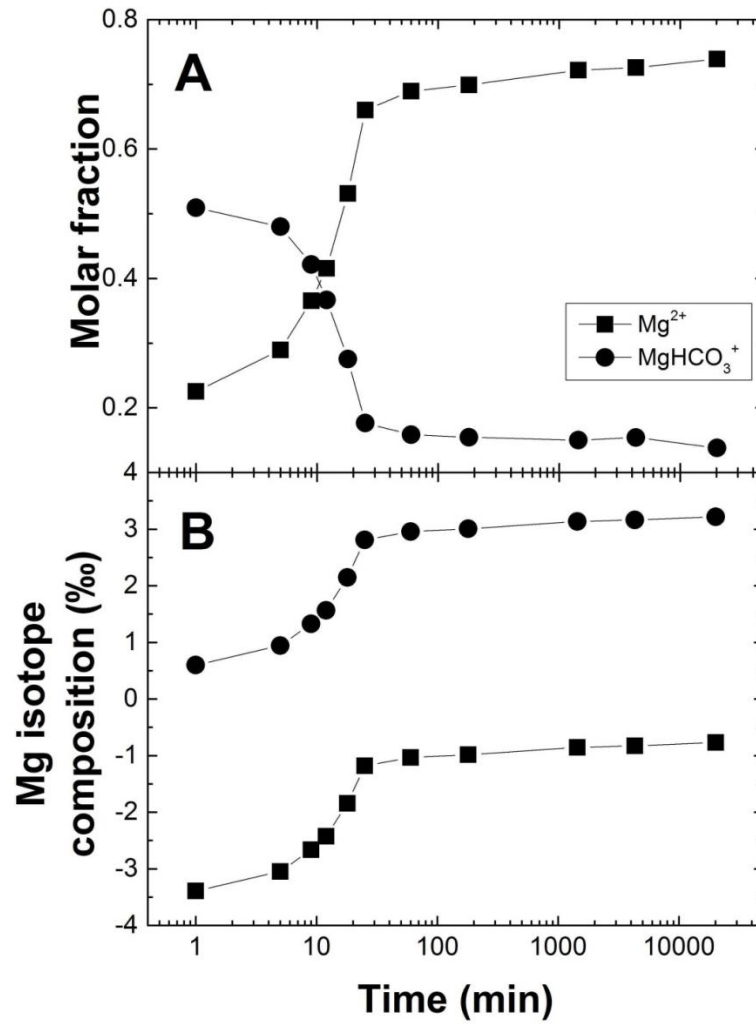 0.8
A
0.6
Molar fraction
0.4
Mg2+
MgHCO3+
0.2
4
B
3
2
1
0
Mg isotope
composition (‰)
-1
-2
-3
-4
1 10 100 1000 10000
Time (min)